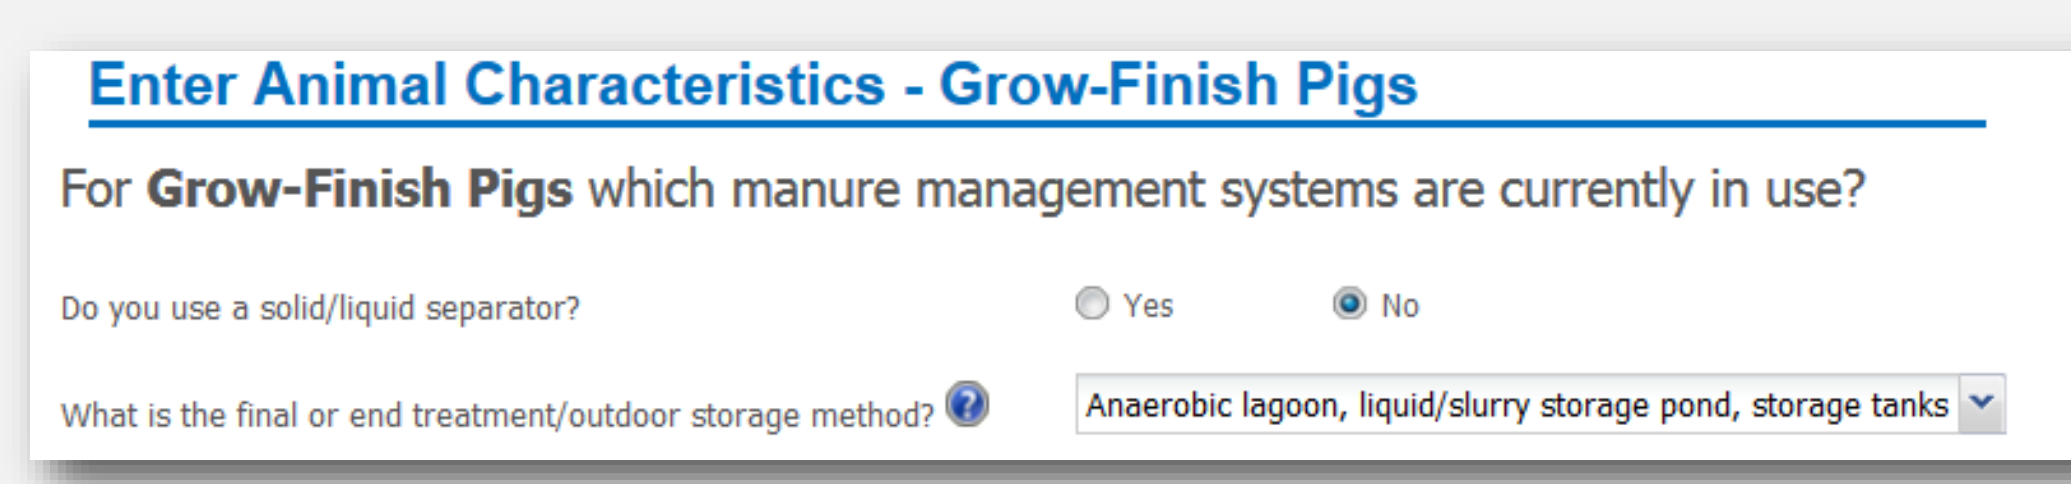 Enter Animal Characteristics - Grow-Finish Pigs
For Grow-Finish Pigs which manure management systems are currently in use?
Do you use a solid/liquid separator? Yes No
What is the final or end treatment/outdoor storage method? ? Anaerobic lagoon, liquid/slurry storage pond, storage tanks